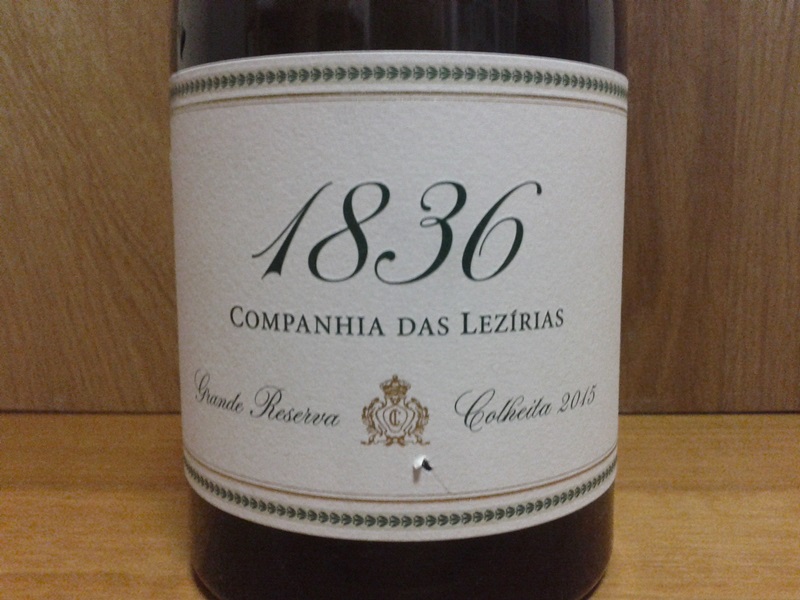 1836
COMPANHIA DAS LEZÍRIAS
Grande Reserva
Colheita 2015